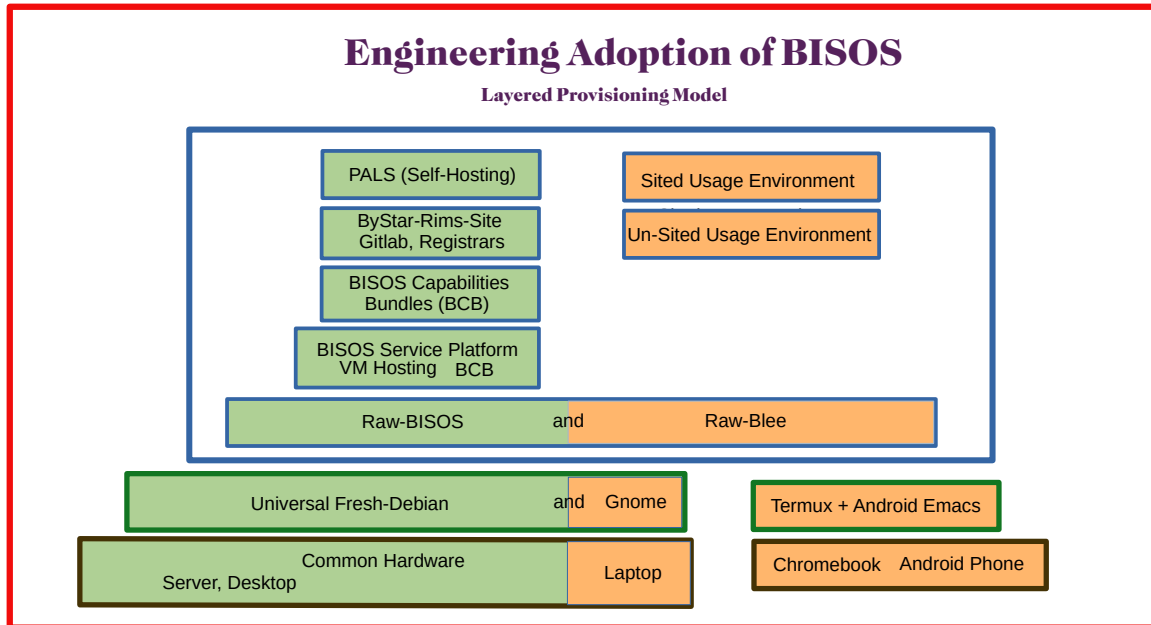 Engineering Adoption of BISOS
Layered Provisioning Model
PALS (Self-Hosting)
Sited Usage Environment
ByStar-Rims-Site
Gitlab, Registrars
Un-Sited Usage Environment
BISOS Capabilities
Bundles (BCB)
BISOS Service Platform
VM Hosting BCB
Raw-BISOS and Raw-Blee
Universal Fresh-Debian and Gnome
Termux + Android Emacs
Common Hardware
Server, Desktop
Laptop
Chromebook Android Phone